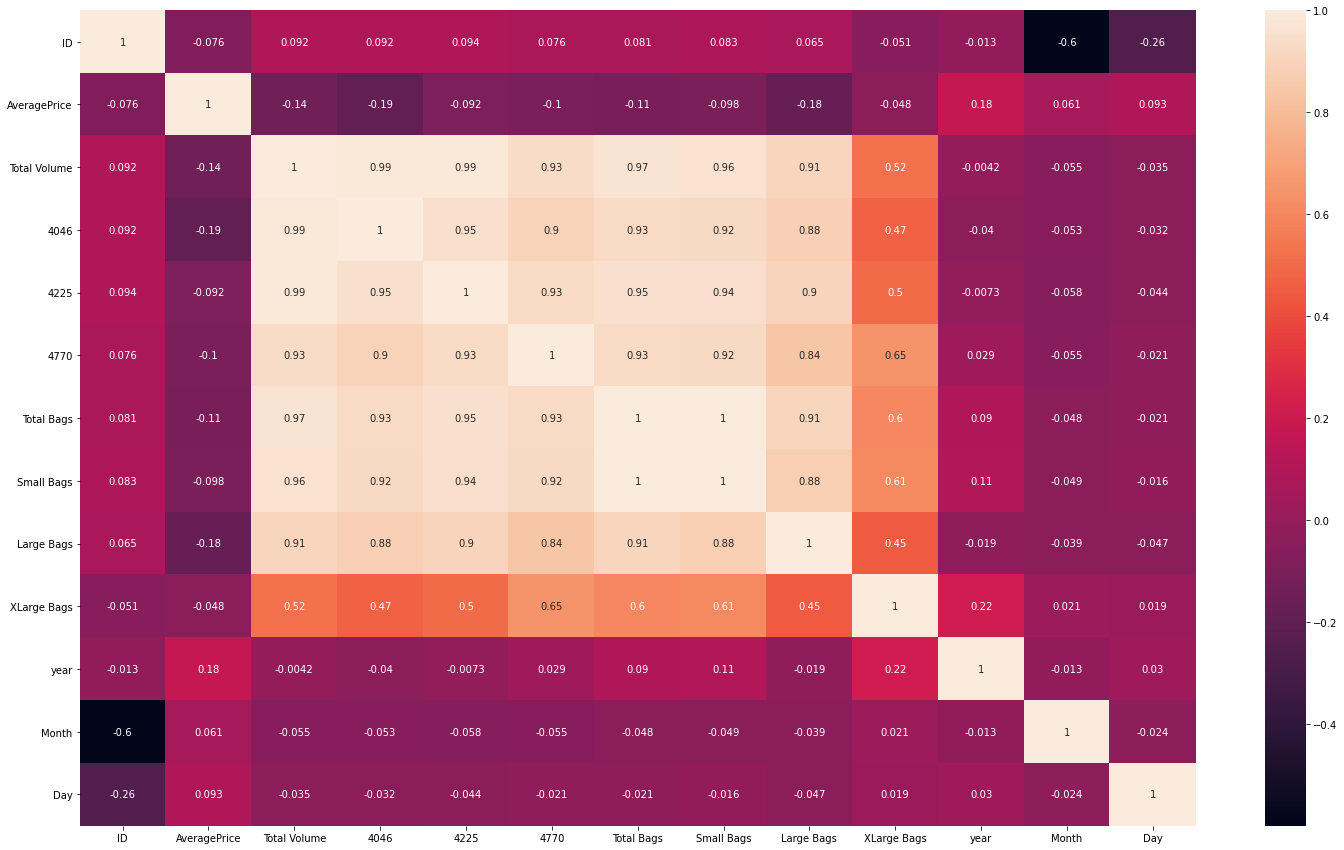 ID 1 -0.076 0.092 0.092 0.094 0.076 0.081 0.083 0.065 -0.051 -0.013 -0.6 -0.26
AveragePrice -0.076 1 -0.14 -0.19 -0.092 -0.1 -0.11 -0.098 -0.18 -0.048 0.18 0.061 0.093
Total Volume 0.092 -0.14 1 0.99 0.99 0.93 0.97 0.96 0.91 0.52 -0.0042 -0.055 -0.035
4046 0.092 -0.19 0.99 1 0.95 0.9 0.93 0.92 0.88 0.47 -0.04 -0.053 -0.032
4225 0.094 -0.092 0.99 0.95 1 0.93 0.95 0.94 0.9 0.5 -0.0073 -0.058 -0.044
4770 0.076 -0.1 0.93 0.9 0.93 1 0.93 0.92 0.84 0.65 0.029 -0.055 -0.021
Total Bags 0.081 -0.11 0.97 0.93 0.95 0.93 1 1 0.91 0.6 0.09 -0.048 -0.021
Small Bags 0.083 -0.098 0.96 0.92 0.94 0.92 1 1 0.88 0.61 0.11 -0.049 -0.016
Large Bags 0.065 -0.18 0.91 0.88 0.9 0.84 0.91 0.88 1 0.45 -0.019 -0.039 -0.047
XLarge Bags -0.051 -0.048 0.52 0.47 0.5 0.65 0.6 0.61 0.45 1 0.22 0.021 0.019
year -0.013 0.18 -0.0042 -0.04 -0.0073 0.029 0.09 0.11 -0.019 0.22 1 -0.013 0.03
Month -0.6 0.061 -0.055 -0.053 -0.058 -0.055 -0.048 -0.049 -0.039 0.021 -0.013 1 -0.024
Day -0.26 0.093 -0.035 -0.032 -0.044 -0.021 -0.021 -0.016 -0.047 0.019 0.03 -0.024 1
ID AveragePrice Total Volume 4046 4225 4770 Total Bags Small Bags Large Bags XLarge Bags year Month Day
1.0
0.8
0.6
0.4
0.2
0.0
−0.2
−0.4